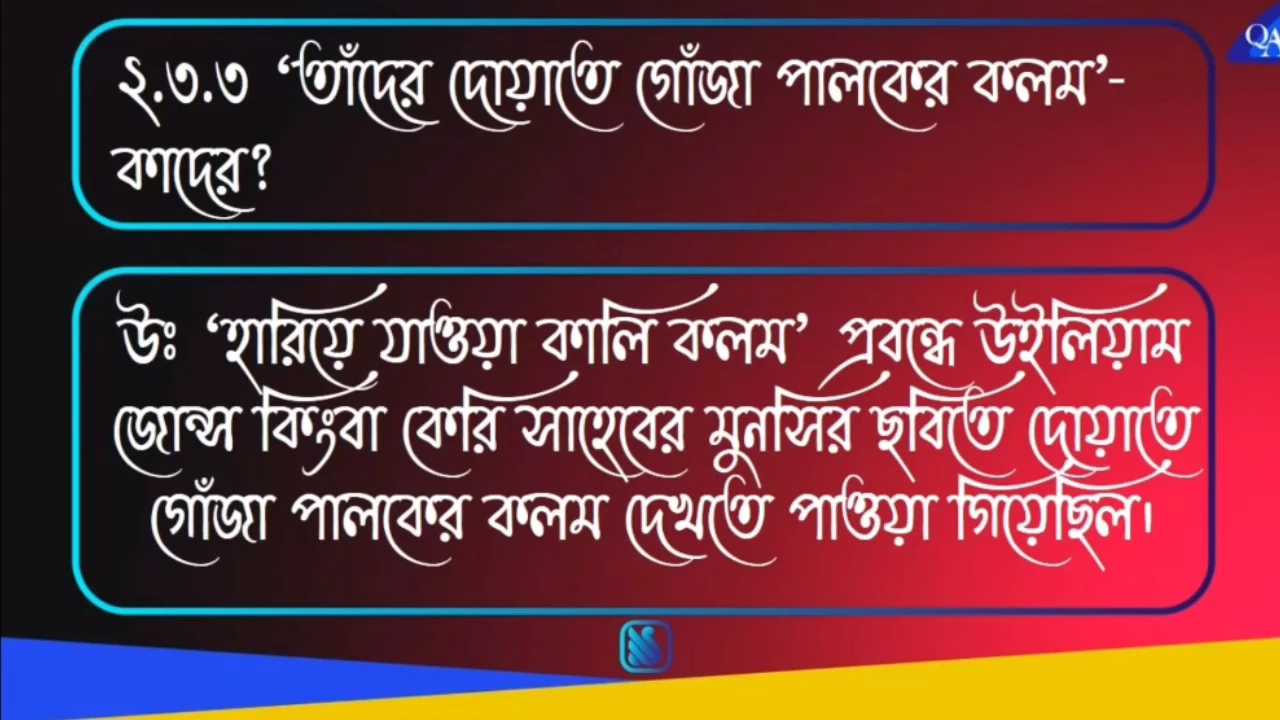 ২.৩.৩ ‘তাঁদের দোয়াতে গোঁজা পালকের কলম’-
কাদের?
উঃ ‘হারিয়ে যাওয়া কালি কলম’ প্রবন্ধে উইলিয়াম
জোন্স কিংবা কেরি সাহেবের মুনসির ছবিতে দোয়াতে
গোঁজা পালকের কলম দেখতে পাওয়া গিয়েছিল।